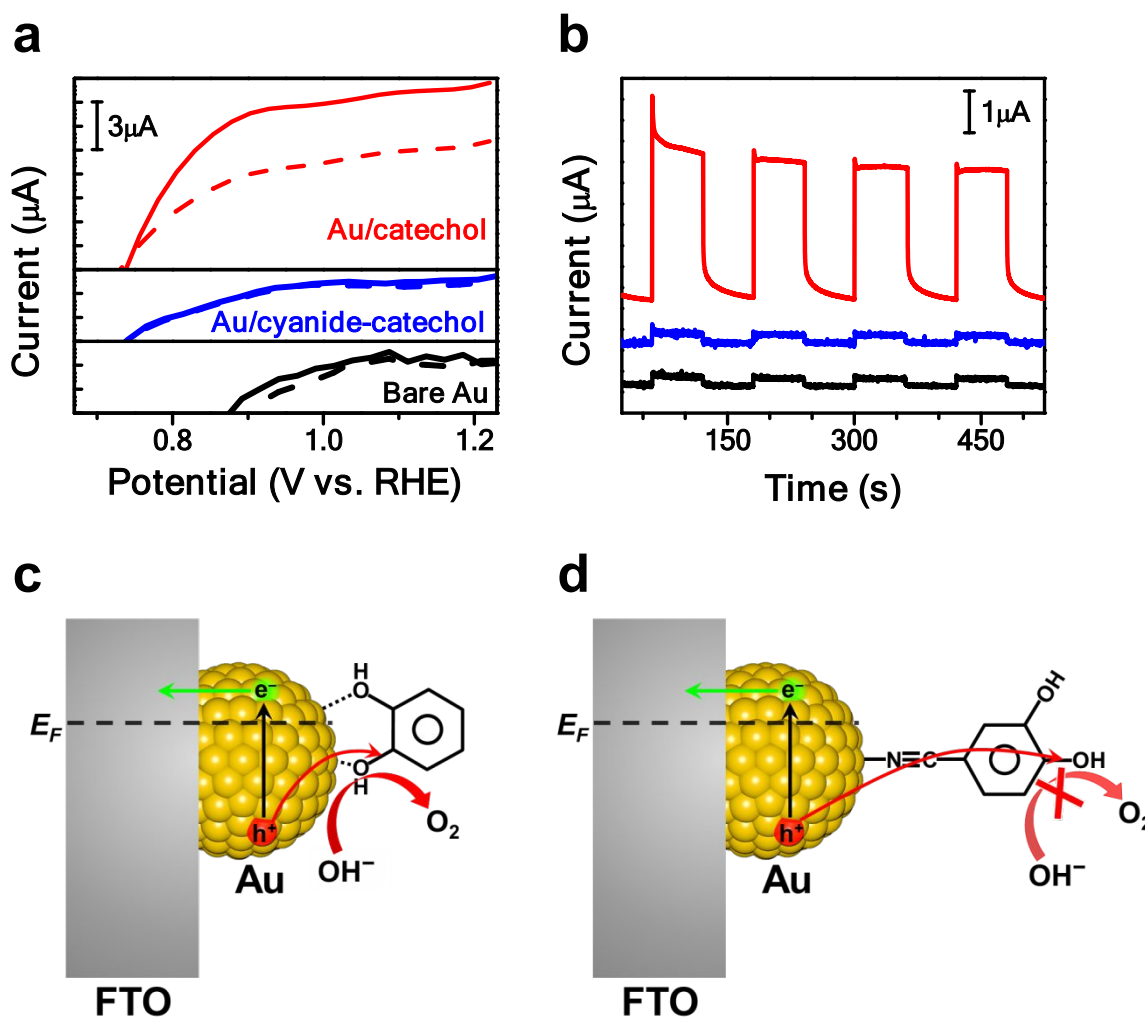 a
3μA
Au/catechol
Au/cyanide-catechol
Bare Au
Current (μA)
0.8 1.0 1.2
Potential (V vs. RHE)
b
1μA
Current (μA)
150 300 450
Time (s)
c
H
O
e⁻
E_F
O
H
h⁺
O₂
Au
OH⁻
FTO
d
OH
e⁻
E_F
N≡C
OH
h⁺
O₂
Au
OH⁻
FTO